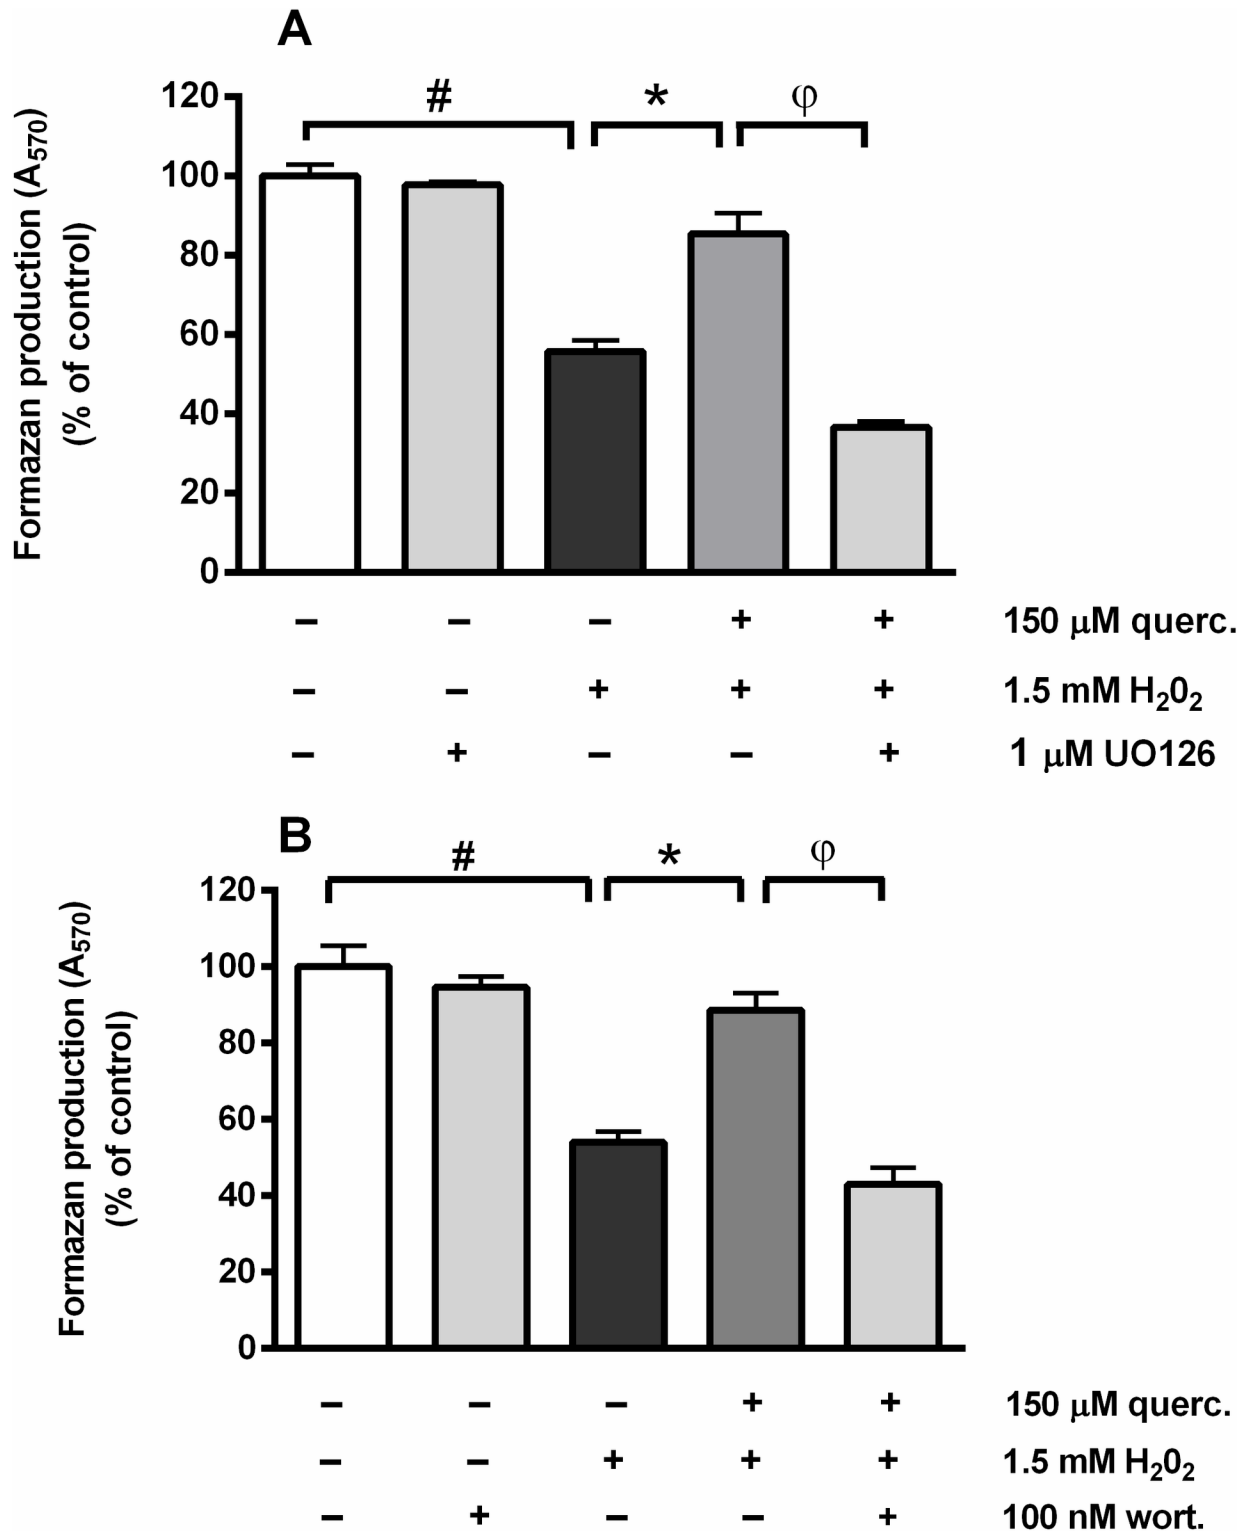 A
Formazan production (A570)
(% of control)
120
100
80
60
40
20
0
# * φ
– – – + + 150 μM querc.
– – + + + 1.5 mM H202
– + – – + 1 μM UO126
B
Formazan production (A570)
(% of control)
120
100
80
60
40
20
0
# * φ
– – – + + 150 μM querc.
– – + + + 1.5 mM H202
– + – – + 100 nM wort.